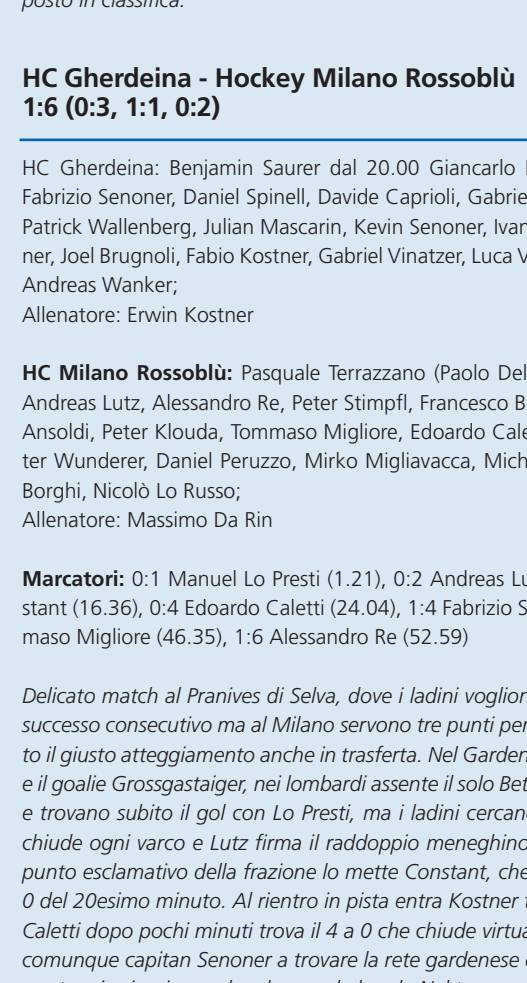 posto in classifica.
HC Gherdeina - Hockey Milano Rossoblù
1:6 (0:3, 1:1, 0:2)
HC Gherdeina: Benjamin Saurer dal 20.00 Giancarlo
Fabrizio Senoner, Daniel Spinell, Davide Caprioli, Gabrie
Patrick Wallenberg, Julian Mascarin, Kevin Senoner, Ivan
ner, Joel Brugnoli, Fabio Kostner, Gabriel Vinatzer, Luca V
Andreas Wanker;
Allenatore: Erwin Kostner
HC Milano Rossoblù: Pasquale Terrazzano (Paolo Del
Andreas Lutz, Alessandro Re, Peter Stimpfl, Francesco B
Ansoldi, Peter Klouda, Tommaso Migliore, Edoardo Cale
ter Wunderer, Daniel Peruzzo, Mirko Migliavacca, Mich
Borghi, Nicolò Lo Russo;
Allenatore: Massimo Da Rin
Marcatori: 0:1 Manuel Lo Presti (1.21), 0:2 Andreas Lu
stant (16.36), 0:4 Edoardo Caletti (24.04), 1:4 Fabrizio S
maso Migliore (46.35), 1:6 Alessandro Re (52.59)
Delicato match al Pranives di Selva, dove i ladini voglion
successo consecutivo ma al Milano servono tre punti per
to il giusto atteggiamento anche in trasferta. Nel Garden
e il goalie Grossgastaiger, nei lombardi assente il solo Bet
e trovano subito il gol con Lo Presti, ma i ladini cercano
chiude ogni varco e Lutz firma il raddoppio meneghino
punto esclamativo della frazione lo mette Constant, che
0 del 20esimo minuto. Al rientro in pista entra Kostner
Caletti dopo pochi minuti trova il 4 a 0 che chiude virtua
comunque capitan Senoner a trovare la rete gardenese